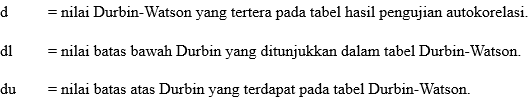 d = nilai Durbin-Watson yang tertera pada tabel hasil pengujian autokorelasi.
dl = nilai batas bawah Durbin yang ditunjukkan dalam tabel Durbin-Watson.
du = nilai batas atas Durbin yang terdapat pada tabel Durbin-Watson.